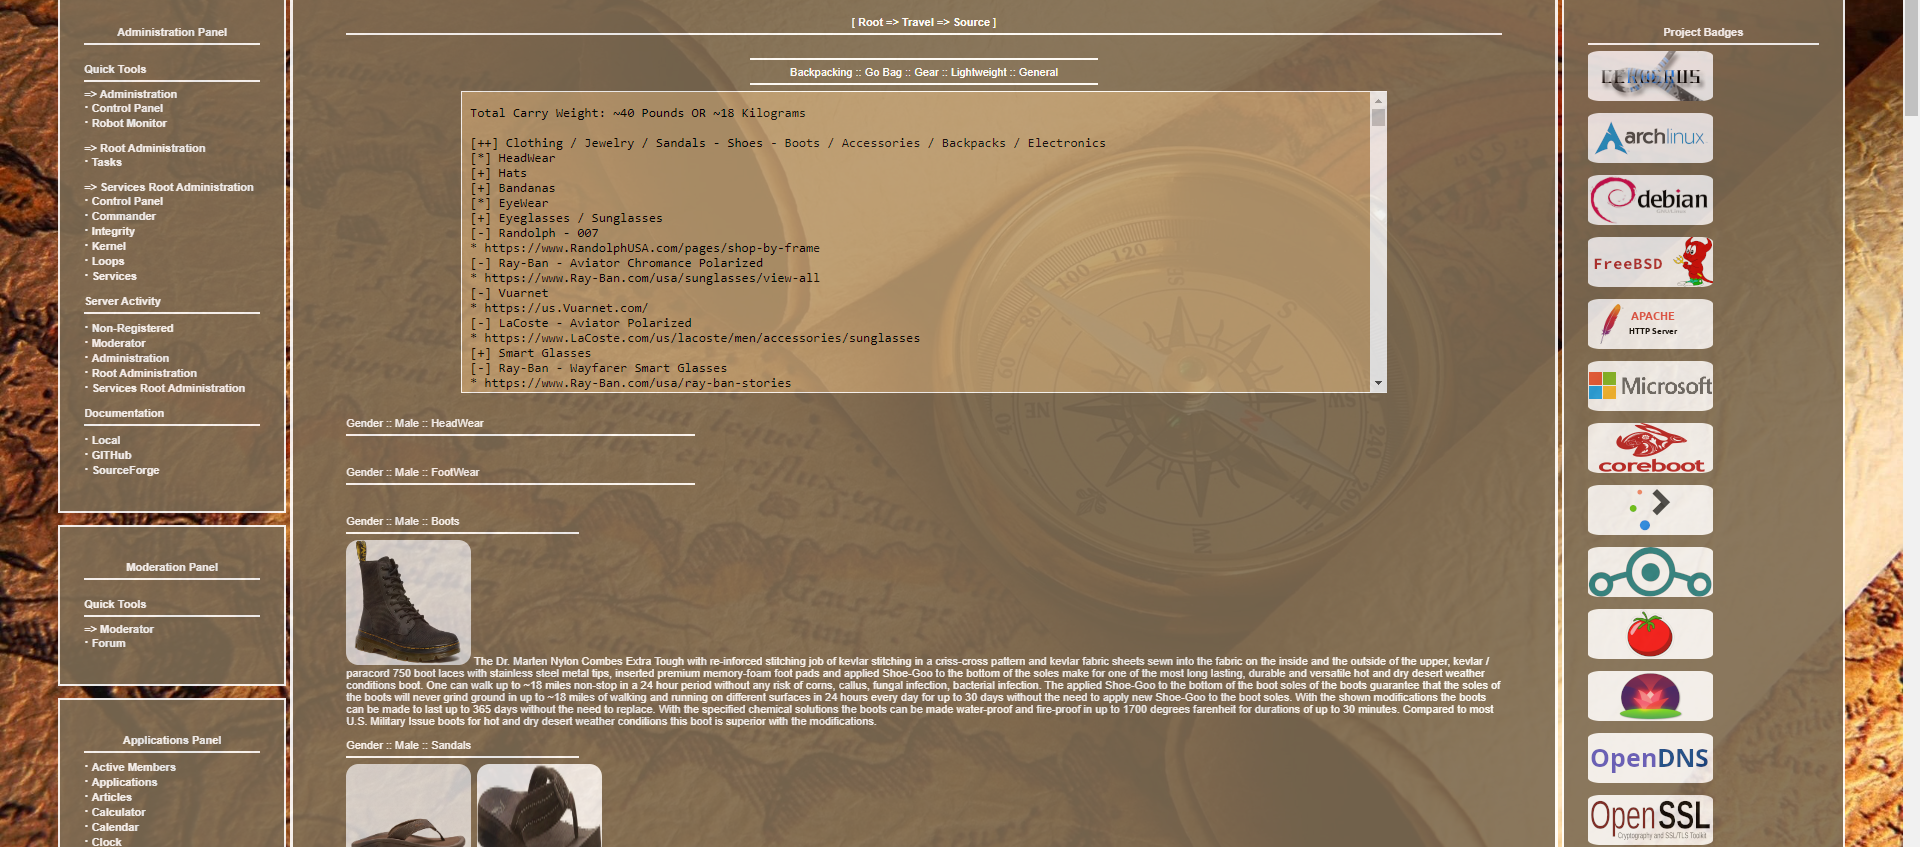 Administration Panel
Quick Tools
=> Administration
· Control Panel
· Robot Monitor
=> Root Administration
· Tasks
=> Services Root Administration
· Control Panel
· Commander
· Integrity
· Kernel
· Loops
· Services
Server Activity
· Non-Registered
· Moderator
· Administration
· Root Administration
· Services Root Administration
Documentation
· Local
· GITHub
· SourceForge
Moderation Panel
Quick Tools
=> Moderator
· Forum
Applications Panel
· Active Members
· Applications
· Articles
· Calculator
· Calendar
· Clock
[ Root => Travel => Source ]
Backpacking :: Go Bag :: Gear :: Lightweight :: General
Total Carry Weight: ~40 Pounds OR ~18 Kilograms
[++] Clothing / Jewelry / Sandals - Shoes - Boots / Accessories / Backpacks / Electronics
[*] HeadWear
[+] Hats
[+] Bandanas
[*] EyeWear
[+] Eyeglasses / Sunglasses
[-] Randolph - 007
* https://www.RandolphUSA.com/pages/shop-by-frame
[-] Ray-Ban - Aviator Chromance Polarized
* https://www.Ray-Ban.com/usa/sunglasses/view-all
[-] Vuarnet
* https://us.Vuarnet.com/
[-] LaCoste - Aviator Polarized
* https://www.LaCoste.com/us/lacoste/men/accessories/sunglasses
[+] Smart Glasses
[-] Ray-Ban - Wayfarer Smart Glasses
* https://www.Ray-Ban.com/usa/ray-ban-stories
Gender :: Male :: HeadWear
Gender :: Male :: FootWear
Gender :: Male :: Boots
The Dr. Marten Nylon Combes Extra Tough with re-inforced stitching job of kevlar stitching in a criss-cross pattern and kevlar fabric sheets sewn into the fabric on the inside and the outside of the upper, kevlar /
paracord 750 boot laces with stainless steel metal tips, inserted premium memory-foam foot pads and applied Shoe-Goo to the bottom of the soles make for one of the most long lasting, durable and versatile hot and dry desert weather
conditions boot. One can walk up to ~18 miles non-stop in a 24 hour period without any risk of corns, callus, fungal infection, bacterial infection. The applied Shoe-Goo to the bottom of the boot soles of the boots guarantee that the soles of
the boots will never grind ground in up to ~18 miles of walking and running on different surfaces in 24 hours every day for up to 30 days without the need to apply new Shoe-Goo to the boot soles. With the shown modifications the boots
can be made to last up to 365 days without the need to replace. With the specified chemical solutions the boots can be made water-proof and fire-proof in up to 1700 degrees farenheit for durations of up to 30 minutes. Compared to most
U.S. Military Issue boots for hot and dry desert weather conditions this boot is superior with the modifications.
Gender :: Male :: Sandals
Project Badges
CERBERUS
archlinux
debian
FreeBSD
APACHE
HTTP Server
Microsoft
coreboot
OpenDNS
OpenSSL
Cryptography and SSL/TLS Toolkit